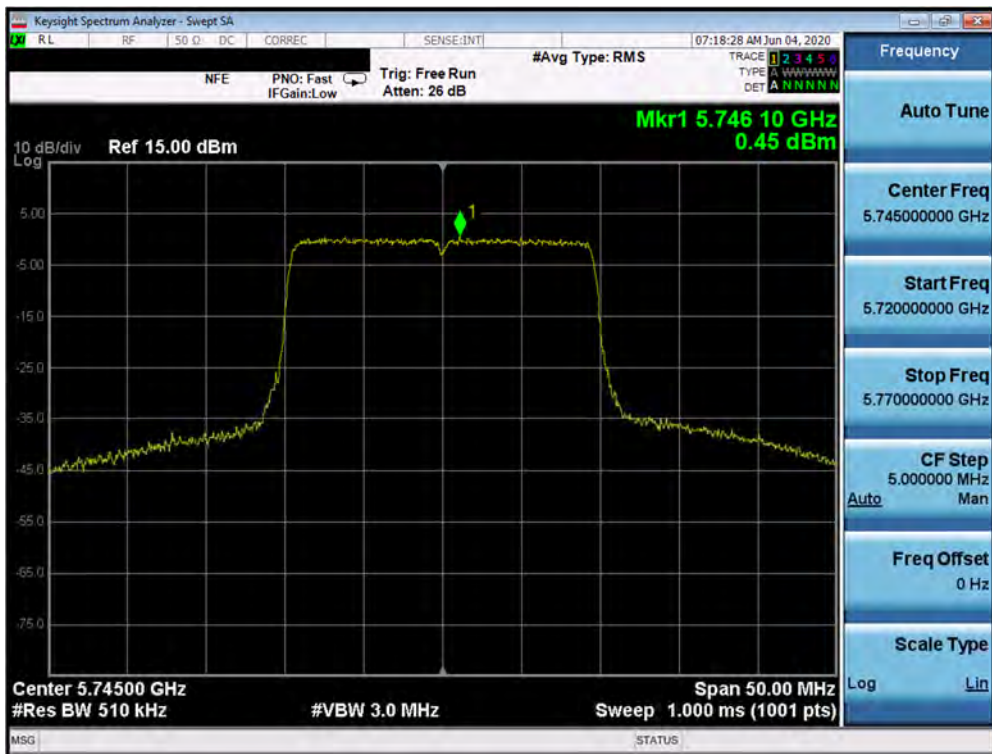 Keysight Spectrum Analyzer - Swept SA
LXI RL RF 50 Ω DC CORREC SENSE:INT 07:18:28 AM Jun 04, 2020
NFE PNO: Fast Trig: Free Run #Avg Type: RMS TRACE 1 2 3 4 5 6
IFGain:Low Atten: 26 dB TYPE A WWWWW
DET A N N N N N
Mkr1 5.746 10 GHz
0.45 dBm
10 dB/div Ref 15.00 dBm
Log
1
5.00
-5.00
-15.0
-25.0
-35.0
-45.0
-55.0
-65.0
-75.0
Center 5.74500 GHz Span 50.00 MHz
#Res BW 510 kHz #VBW 3.0 MHz Sweep 1.000 ms (1001 pts)
MSG STATUS
Frequency
Auto Tune
Center Freq
5.745000000 GHz
Start Freq
5.720000000 GHz
Stop Freq
5.770000000 GHz
CF Step
5.000000 MHz
Auto Man
Freq Offset
0 Hz
Scale Type
Log Lin